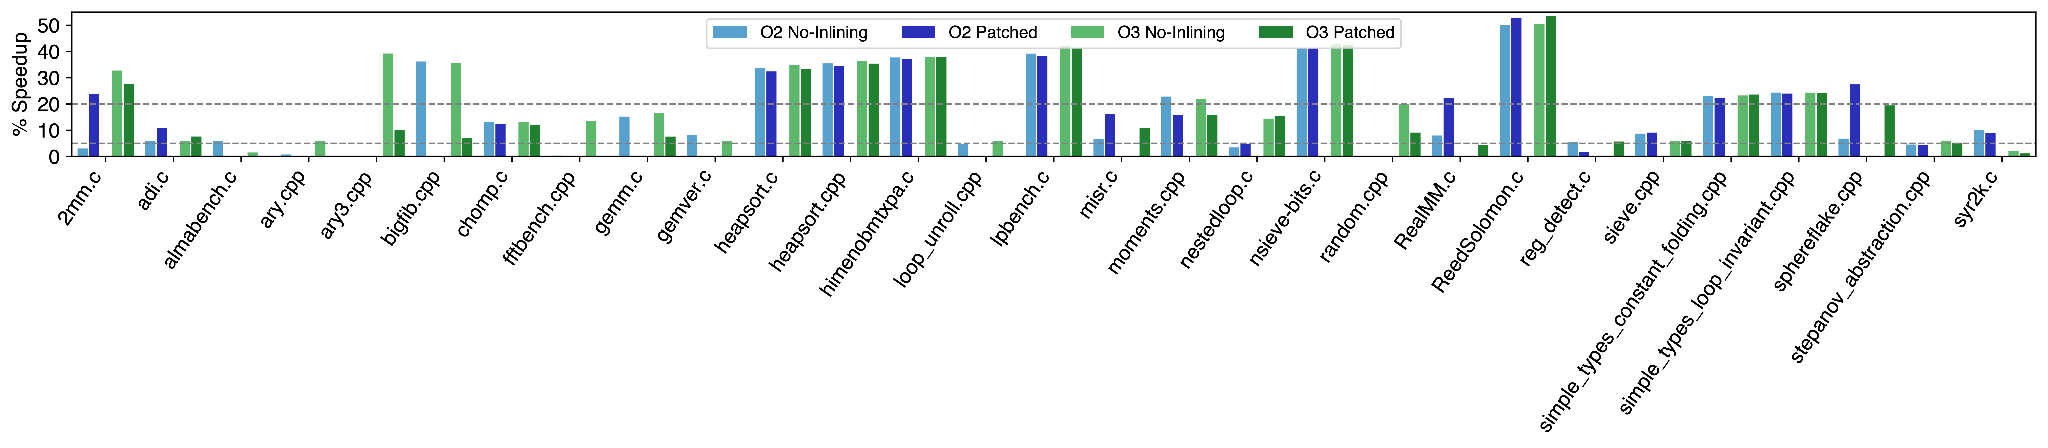 % Speedup
50
40
30
20
10
0
O2 No-Inlining
O2 Patched
O3 No-Inlining
O3 Patched
2mm.c
adi.c
almabench.c
ary.cpp
ary3.cpp
bigfib.cpp
chomp.c
fftbench.cpp
gemm.c
gemver.c
heapsort.c
heapsort.cpp
himenobmtxpa.c
loop_unroll.cpp
lpbench.c
misr.c
moments.cpp
nestedloop.c
nsieve-bits.c
random.cpp
RealMM.c
ReedSolomon.c
reg_detect.c
sieve.cpp
simple_types_constant_folding.cpp
simple_types_loop_invariant.cpp
sphereflake.cpp
stepanov_abstraction.cpp
syr2k.c